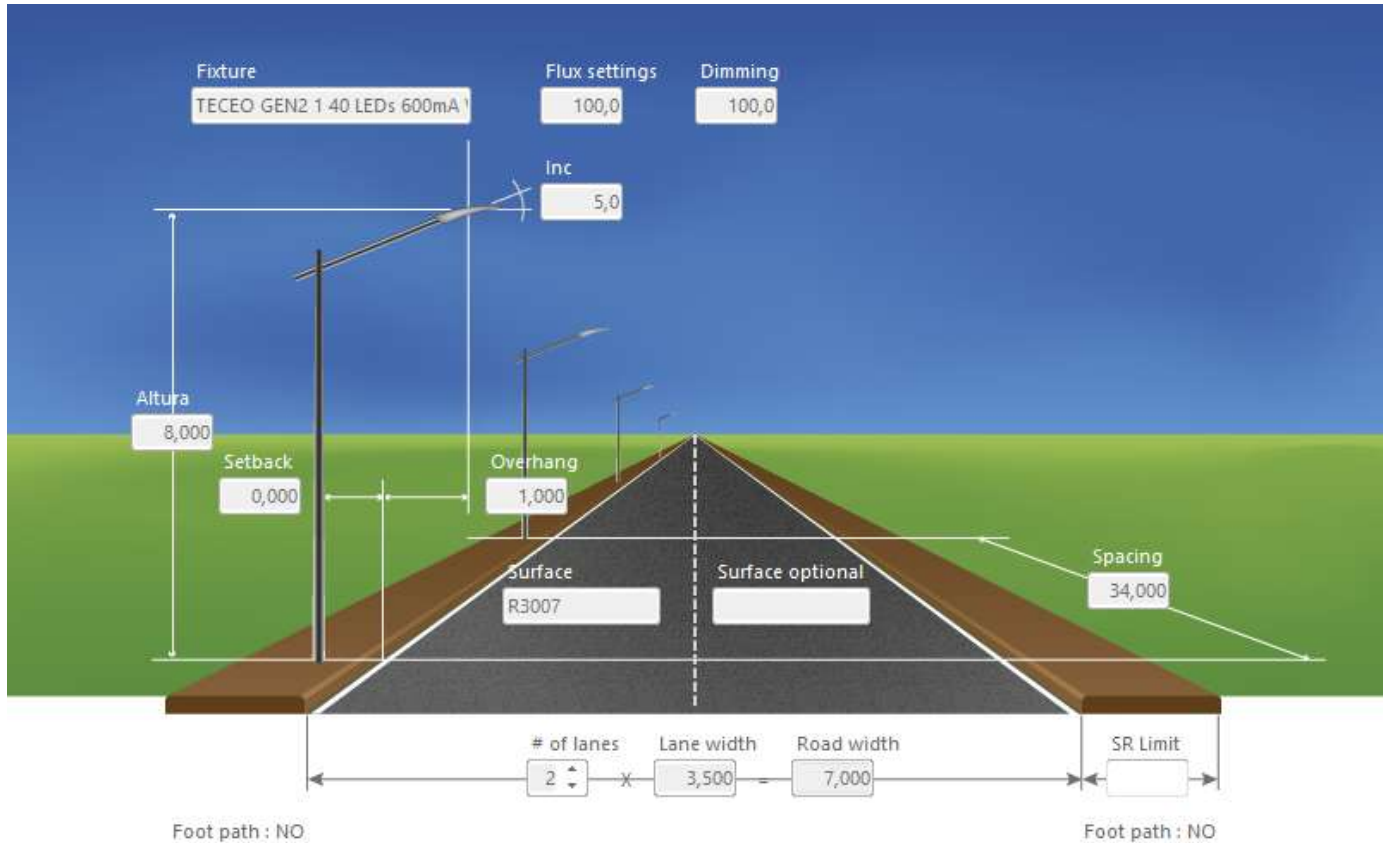 Fixture
Flux settings
Dimming
TECEO GEN2 1 40 LEDs 600mA
100,0
100,0
Inc
5,0
Altura
8,000
Setback
0,000
Overhang
1,000
Spacing
34,000
Surface
R3007
Surface optional
# of lanes
Lane width
Road width
SR Limit
2 X 3,500 = 7,000
Foot path : NO
Foot path : NO